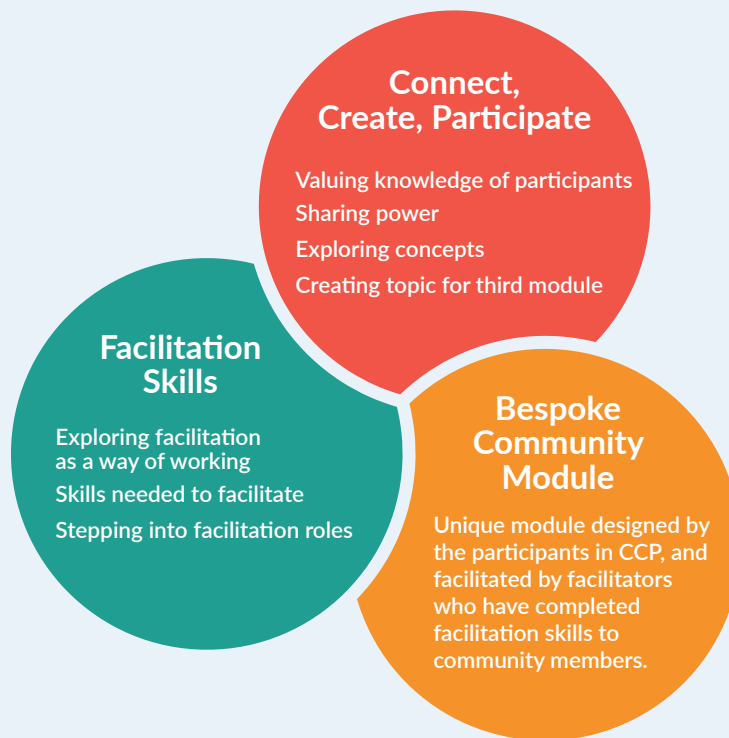 Connect,
Create, Participate
Valuing knowledge of participants
Sharing power
Exploring concepts
Creating topic for third module
Facilitation
Skills
Exploring facilitation
as a way of working
Skills needed to facilitate
Stepping into facilitation roles
Bespoke
Community
Module
Unique module designed by
the participants in CCP, and
facilitated by facilitators
who have completed
facilitation skills to
community members.